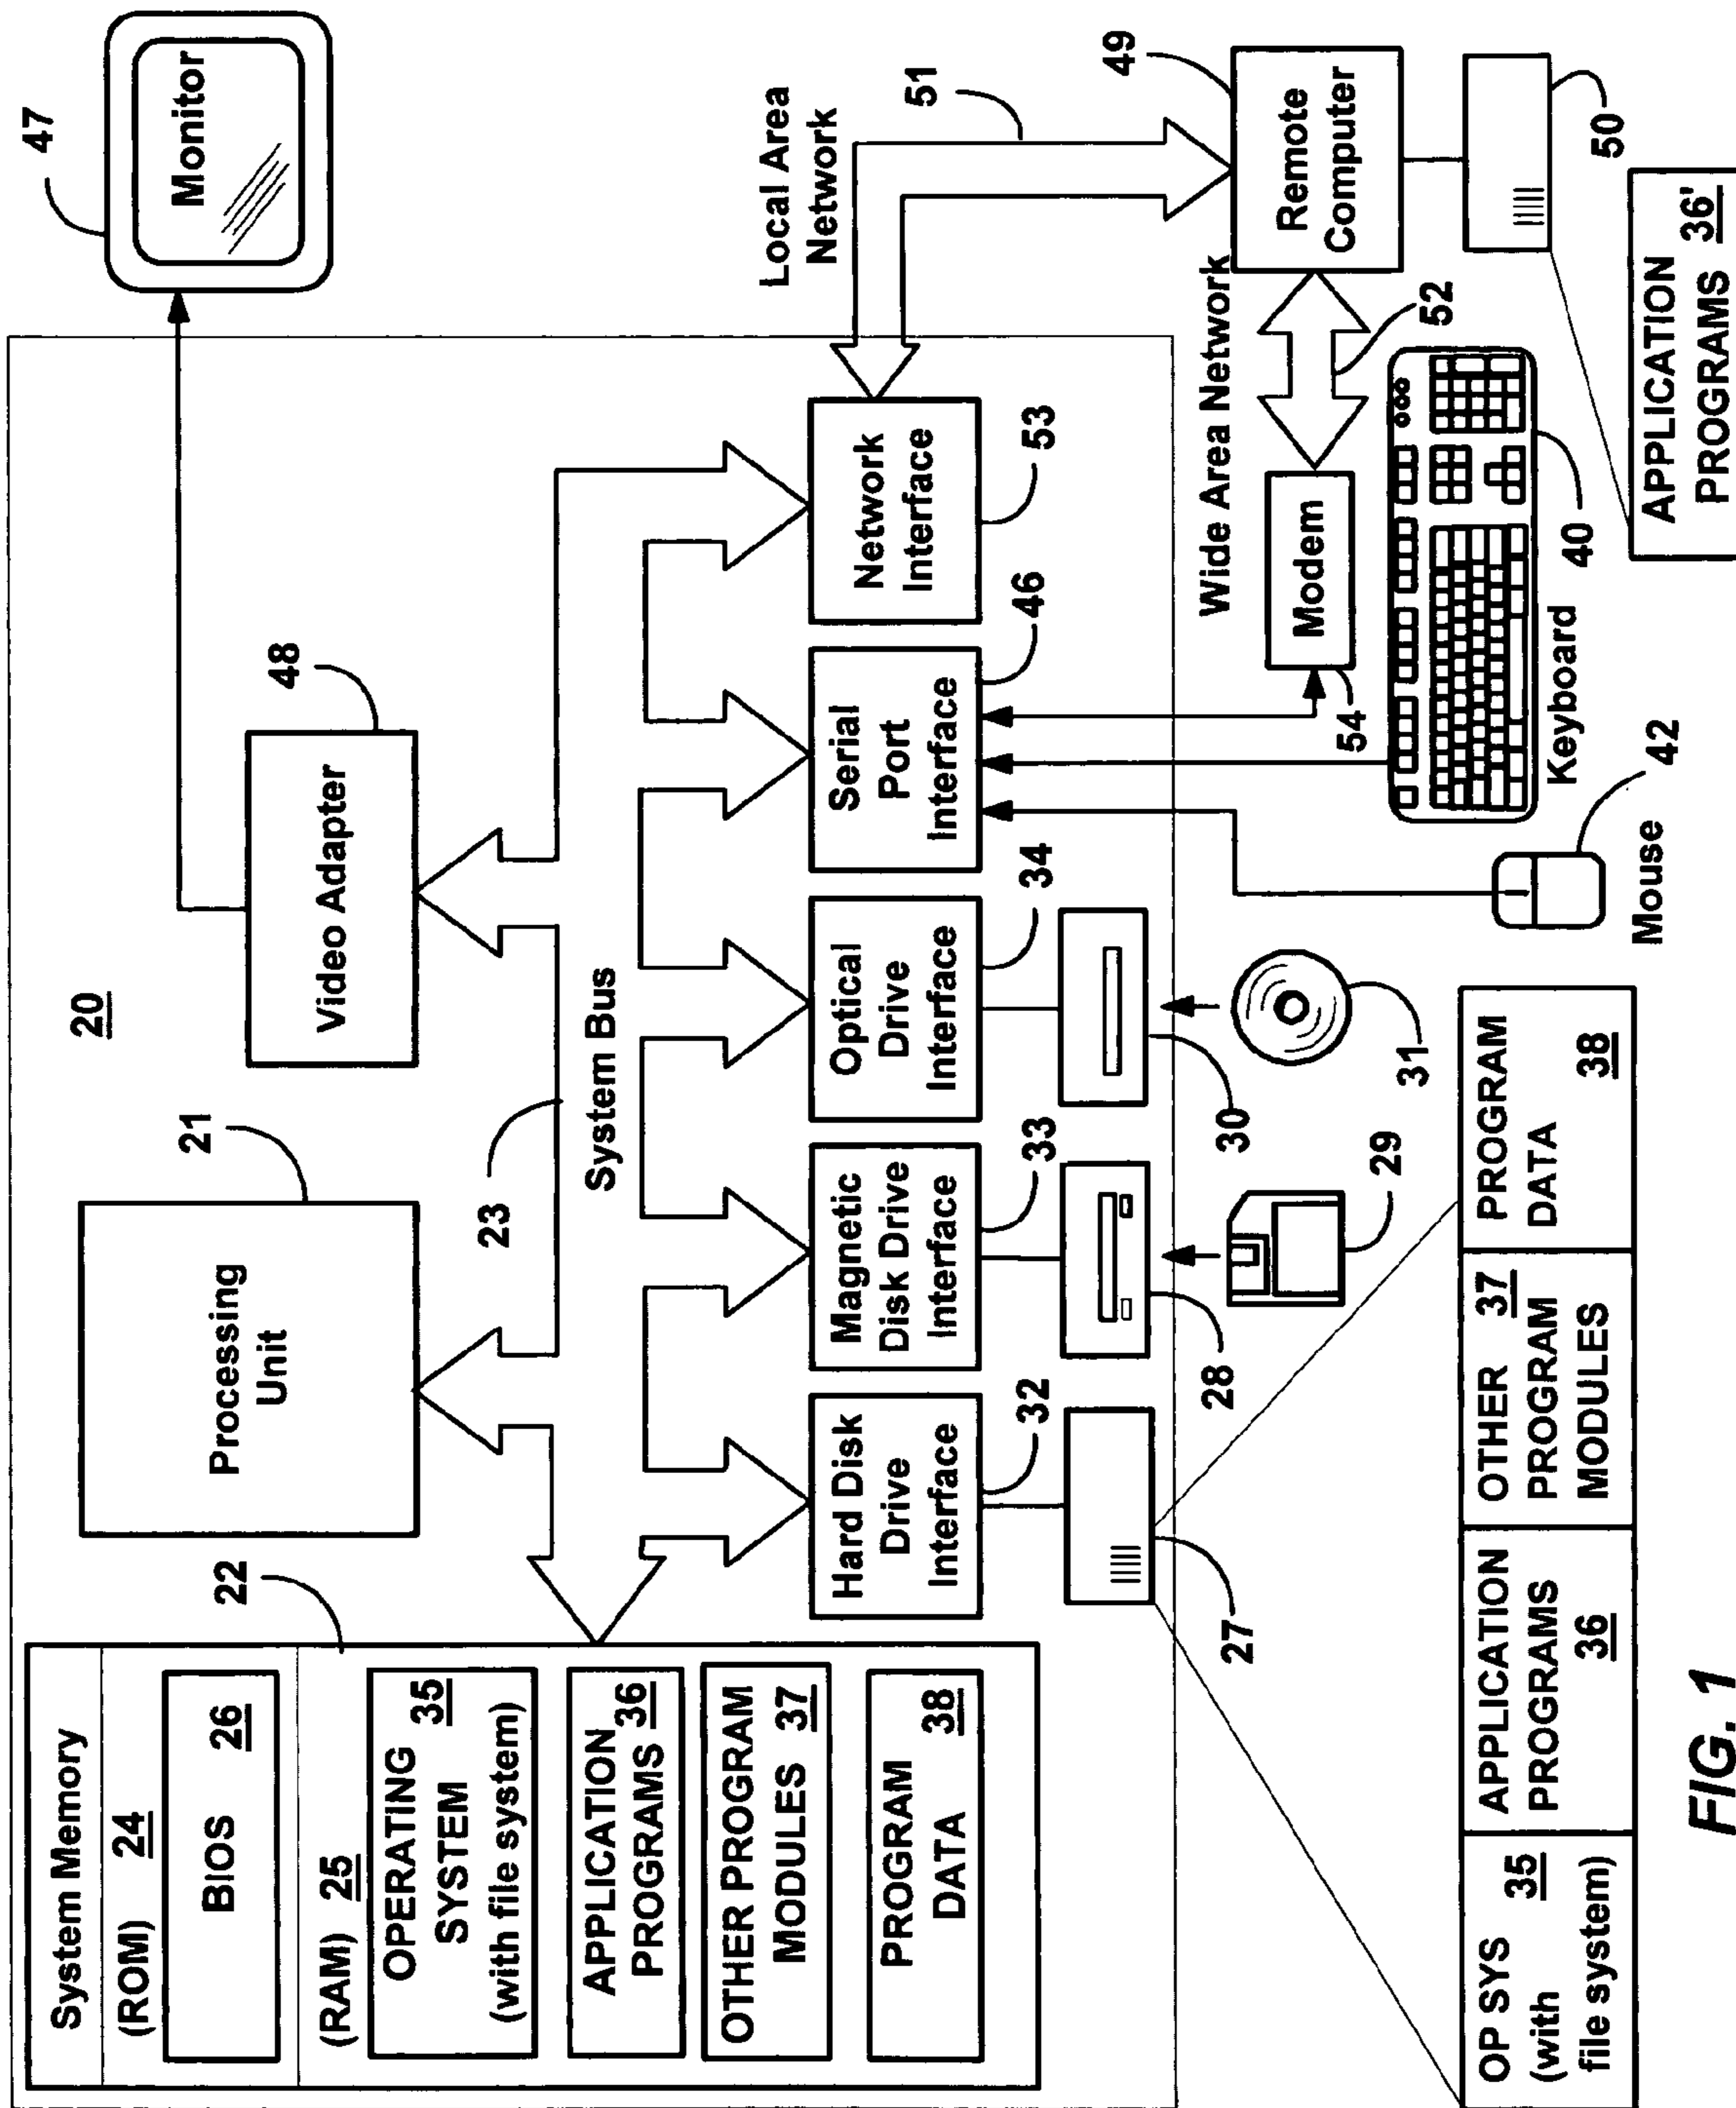 System Memory
(ROM) 24
BIOS 26
(RAM) 25
OPERATING
SYSTEM 35
(with file system)
APPLICATION
PROGRAMS 36
OTHER PROGRAM
MODULES 37
PROGRAM
DATA 38
22
20
Processing
Unit
21
Video Adapter
48
47
Monitor
23
System Bus
Hard Disk
Drive
Interface
32
Magnetic
Disk Drive
Interface
33
Optical
Drive
Interface
34
Serial
Port
Interface
46
Network
Interface
53
Local Area
Network
51
27
28
29
30
31
Wide Area Network
52
Modem
54
Remote
Computer
49
50
Keyboard
40
Mouse
42
OP SYS 35
(with
file system)
APPLICATION
PROGRAMS
36
OTHER 37
PROGRAM
MODULES
PROGRAM
DATA
38
APPLICATION
PROGRAMS 36'
FIG. 1